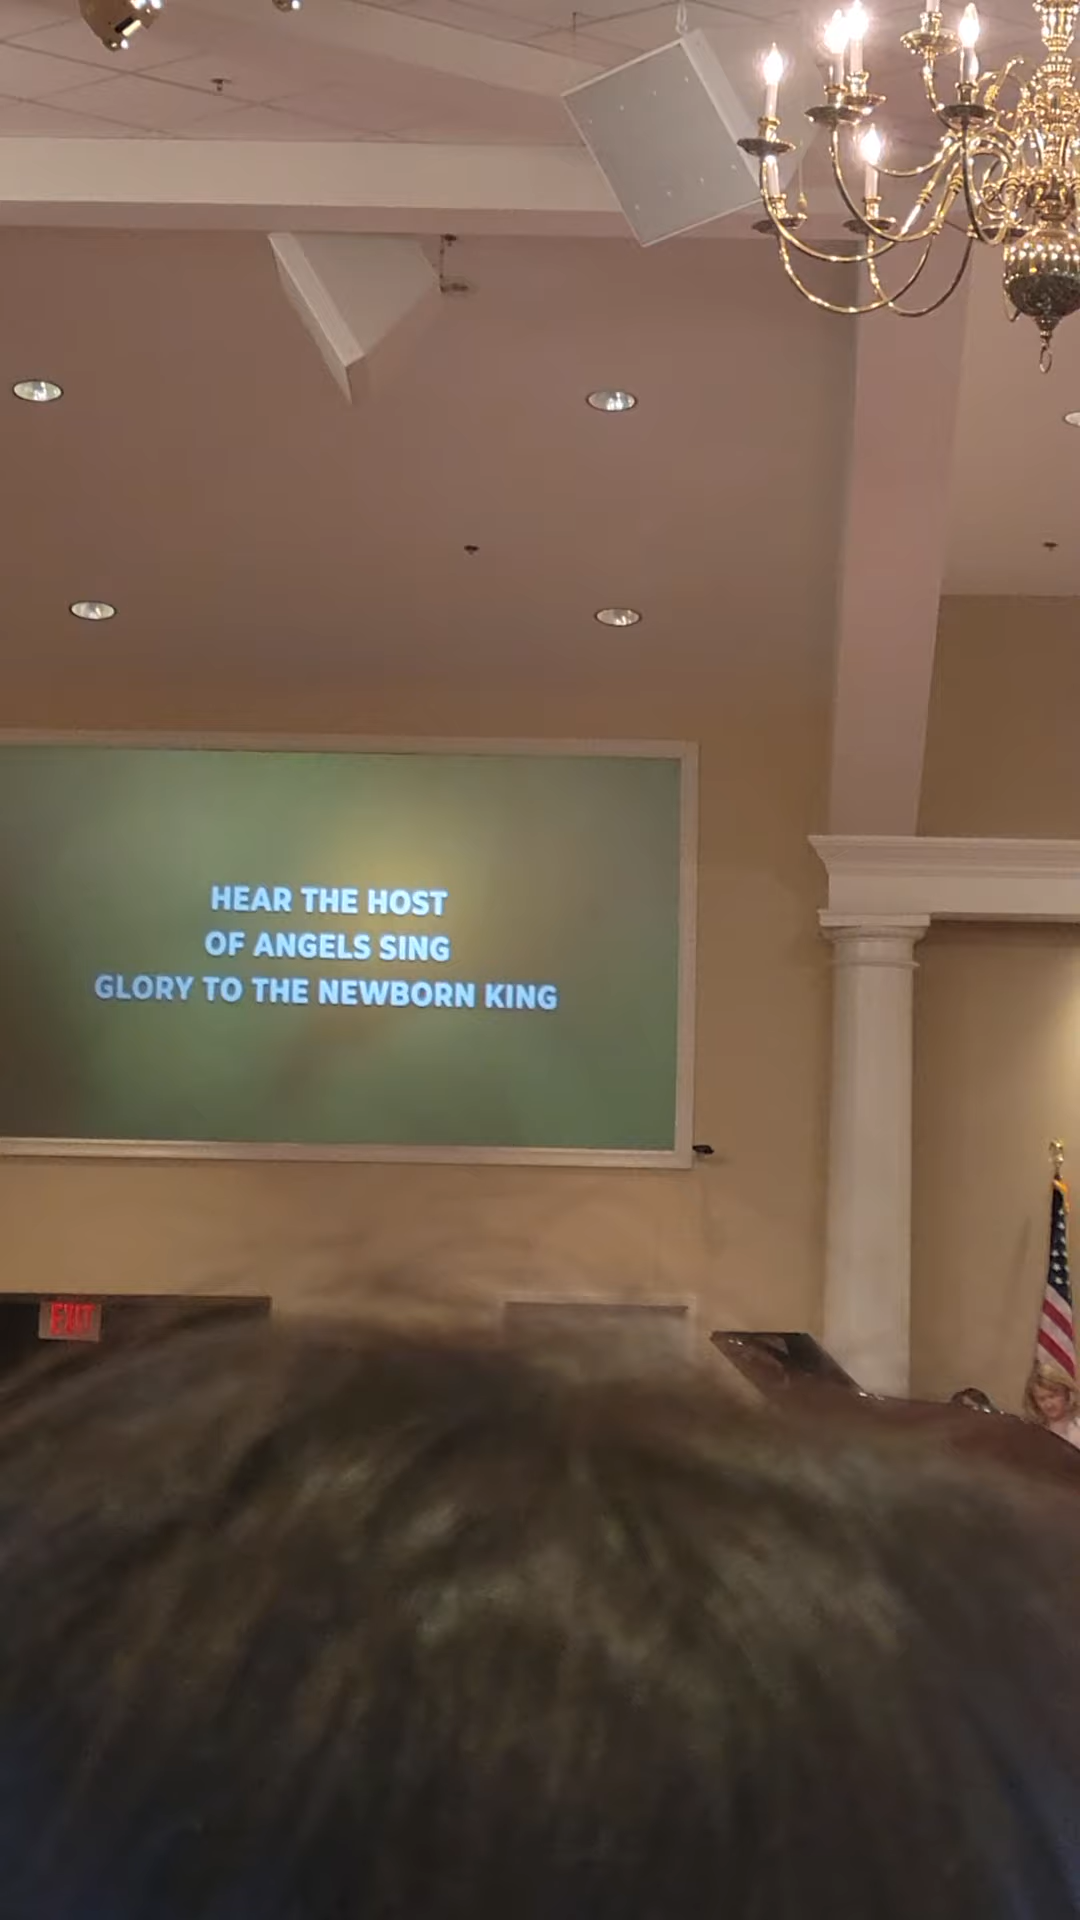 HEAR THE HOST
OF ANGELS SING
GLORY TO THE NEWBORN KING
EXIT